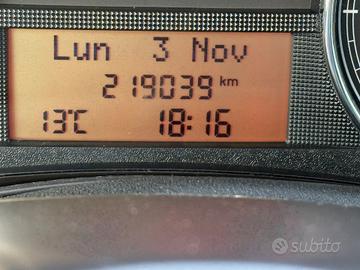 Lun 3 Nov
219039 km
13°C 18:16
subito